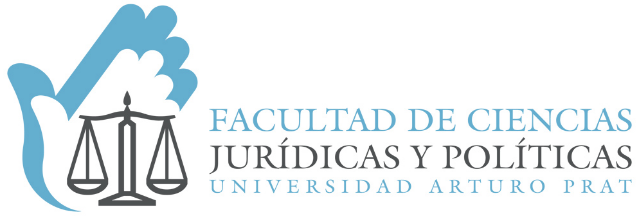 FACULTAD DE CIENCIAS
JURÍDICAS Y POLÍTICAS
UNIVERSIDAD ARTURO PRAT